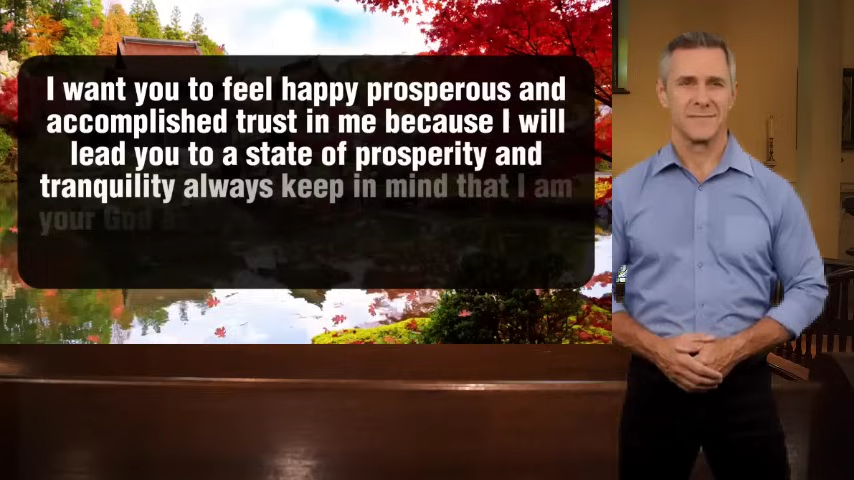 I want you to feel happy prosperous and
accomplished trust in me because I will
lead you to a state of prosperity and
tranquility always keep in mind that I am
your God